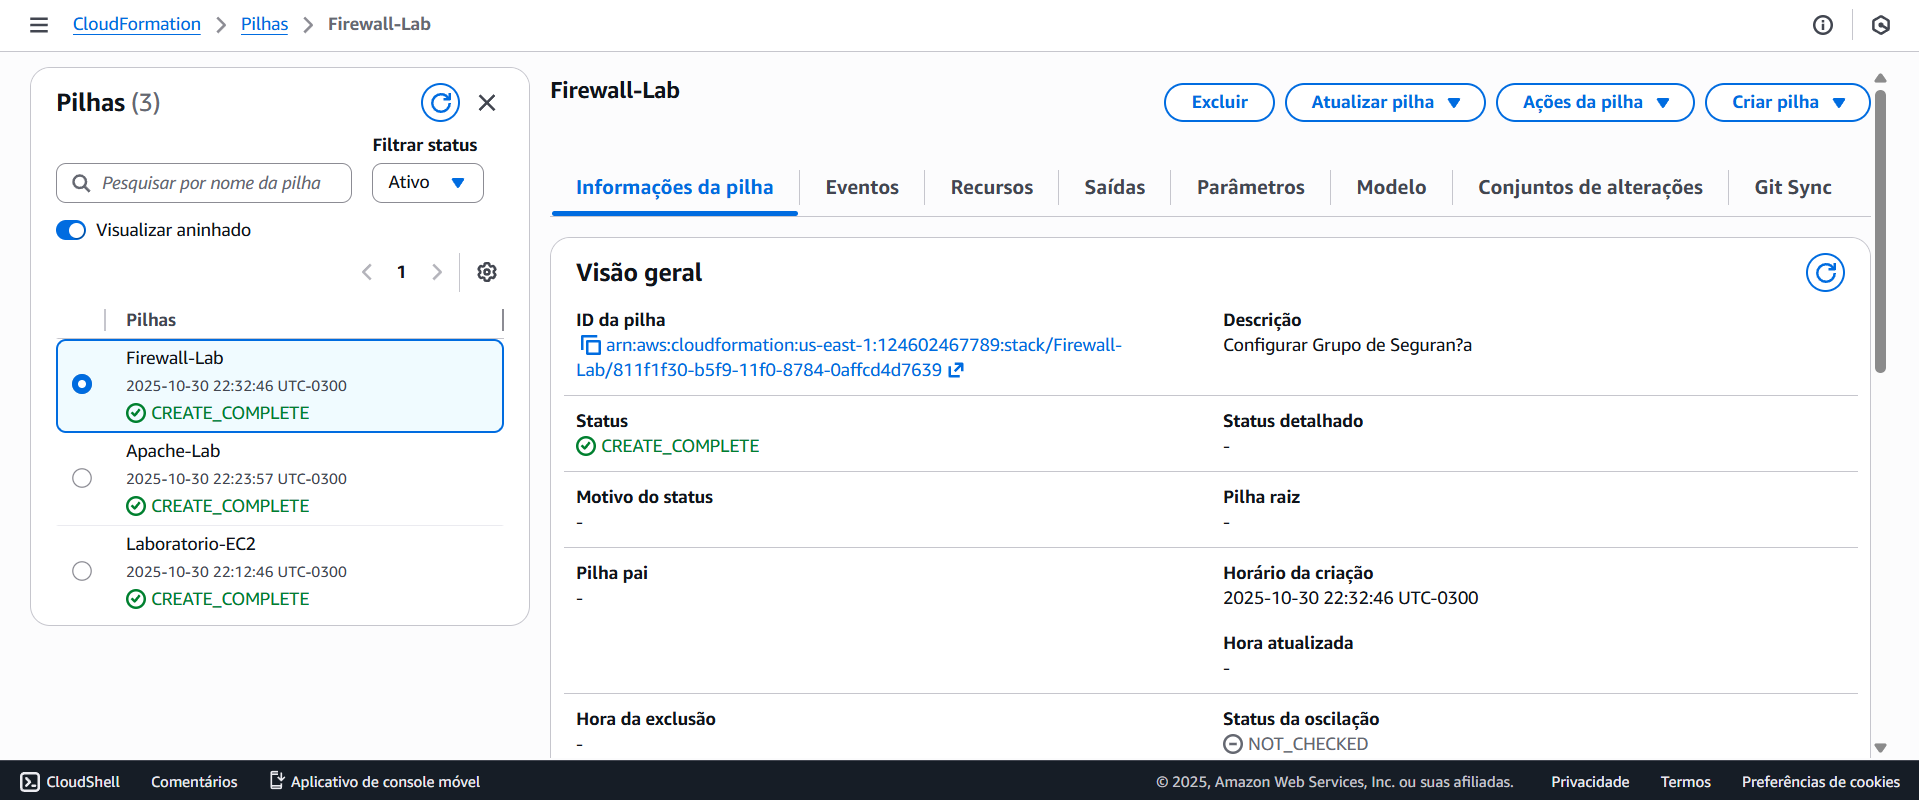 CloudFormation > Pilhas > Firewall-Lab
Pilhas (3)
Filtrar status
Pesquisar por nome da pilha
Ativo
Visualizar aninhado
1
Pilhas
Firewall-Lab
2025-10-30 22:32:46 UTC-0300
CREATE_COMPLETE
Apache-Lab
2025-10-30 22:23:57 UTC-0300
CREATE_COMPLETE
Laboratorio-EC2
2025-10-30 22:12:46 UTC-0300
CREATE_COMPLETE
Firewall-Lab
Excluir
Atualizar pilha
Ações da pilha
Criar pilha
Informações da pilha
Eventos
Recursos
Saídas
Parâmetros
Modelo
Conjuntos de alterações
Git Sync
Visão geral
ID da pilha
arn:aws:cloudformation:us-east-1:124602467789:stack/Firewall-
Lab/811f1f30-b5f9-11f0-8784-0affcd4d7639
Descrição
Configurar Grupo de Seguran?a
Status
CREATE_COMPLETE
Status detalhado
-
Motivo do status
-
Pilha raiz
-
Pilha pai
-
Horário da criação
2025-10-30 22:32:46 UTC-0300
Hora atualizada
-
Hora da exclusão
-
Status da oscilação
NOT_CHECKED
CloudShell
Comentários
Aplicativo de console móvel
© 2025, Amazon Web Services, Inc. ou suas afiliadas.
Privacidade
Termos
Preferências de cookies